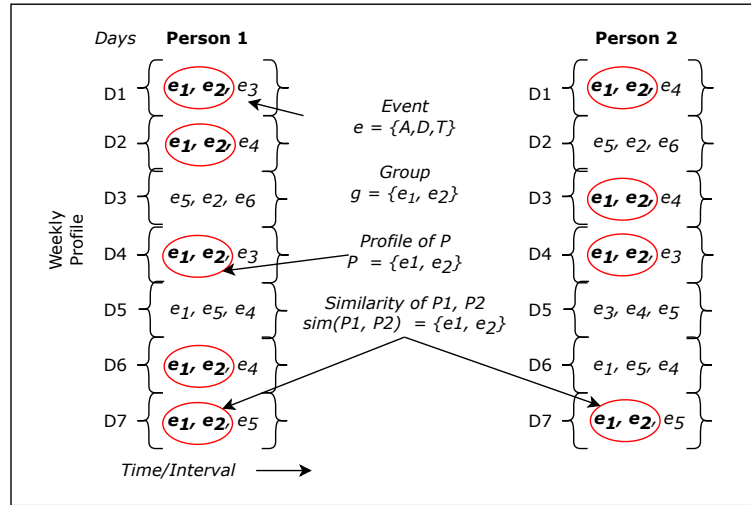 Days Person 1 Person 2
D1 e1, e2, e3 D1 e1, e2, e4
Event
e = {A,D,T}
D2 e1, e2, e4 D2 e5, e2, e6
Group
g = {e1, e2}
D3 e5, e2, e6 D3 e1, e2, e4
Weekly
Profile
Profile of P
P = {e1, e2}
D4 e1, e2, e3 D4 e1, e2, e3
Similarity of P1, P2
sim(P1, P2) = {e1, e2}
D5 e1, e5, e4 D5 e3, e4, e5
D6 e1, e2, e4 D6 e1, e5, e4
D7 e1, e2, e5 D7 e1, e2, e5
Time/Interval